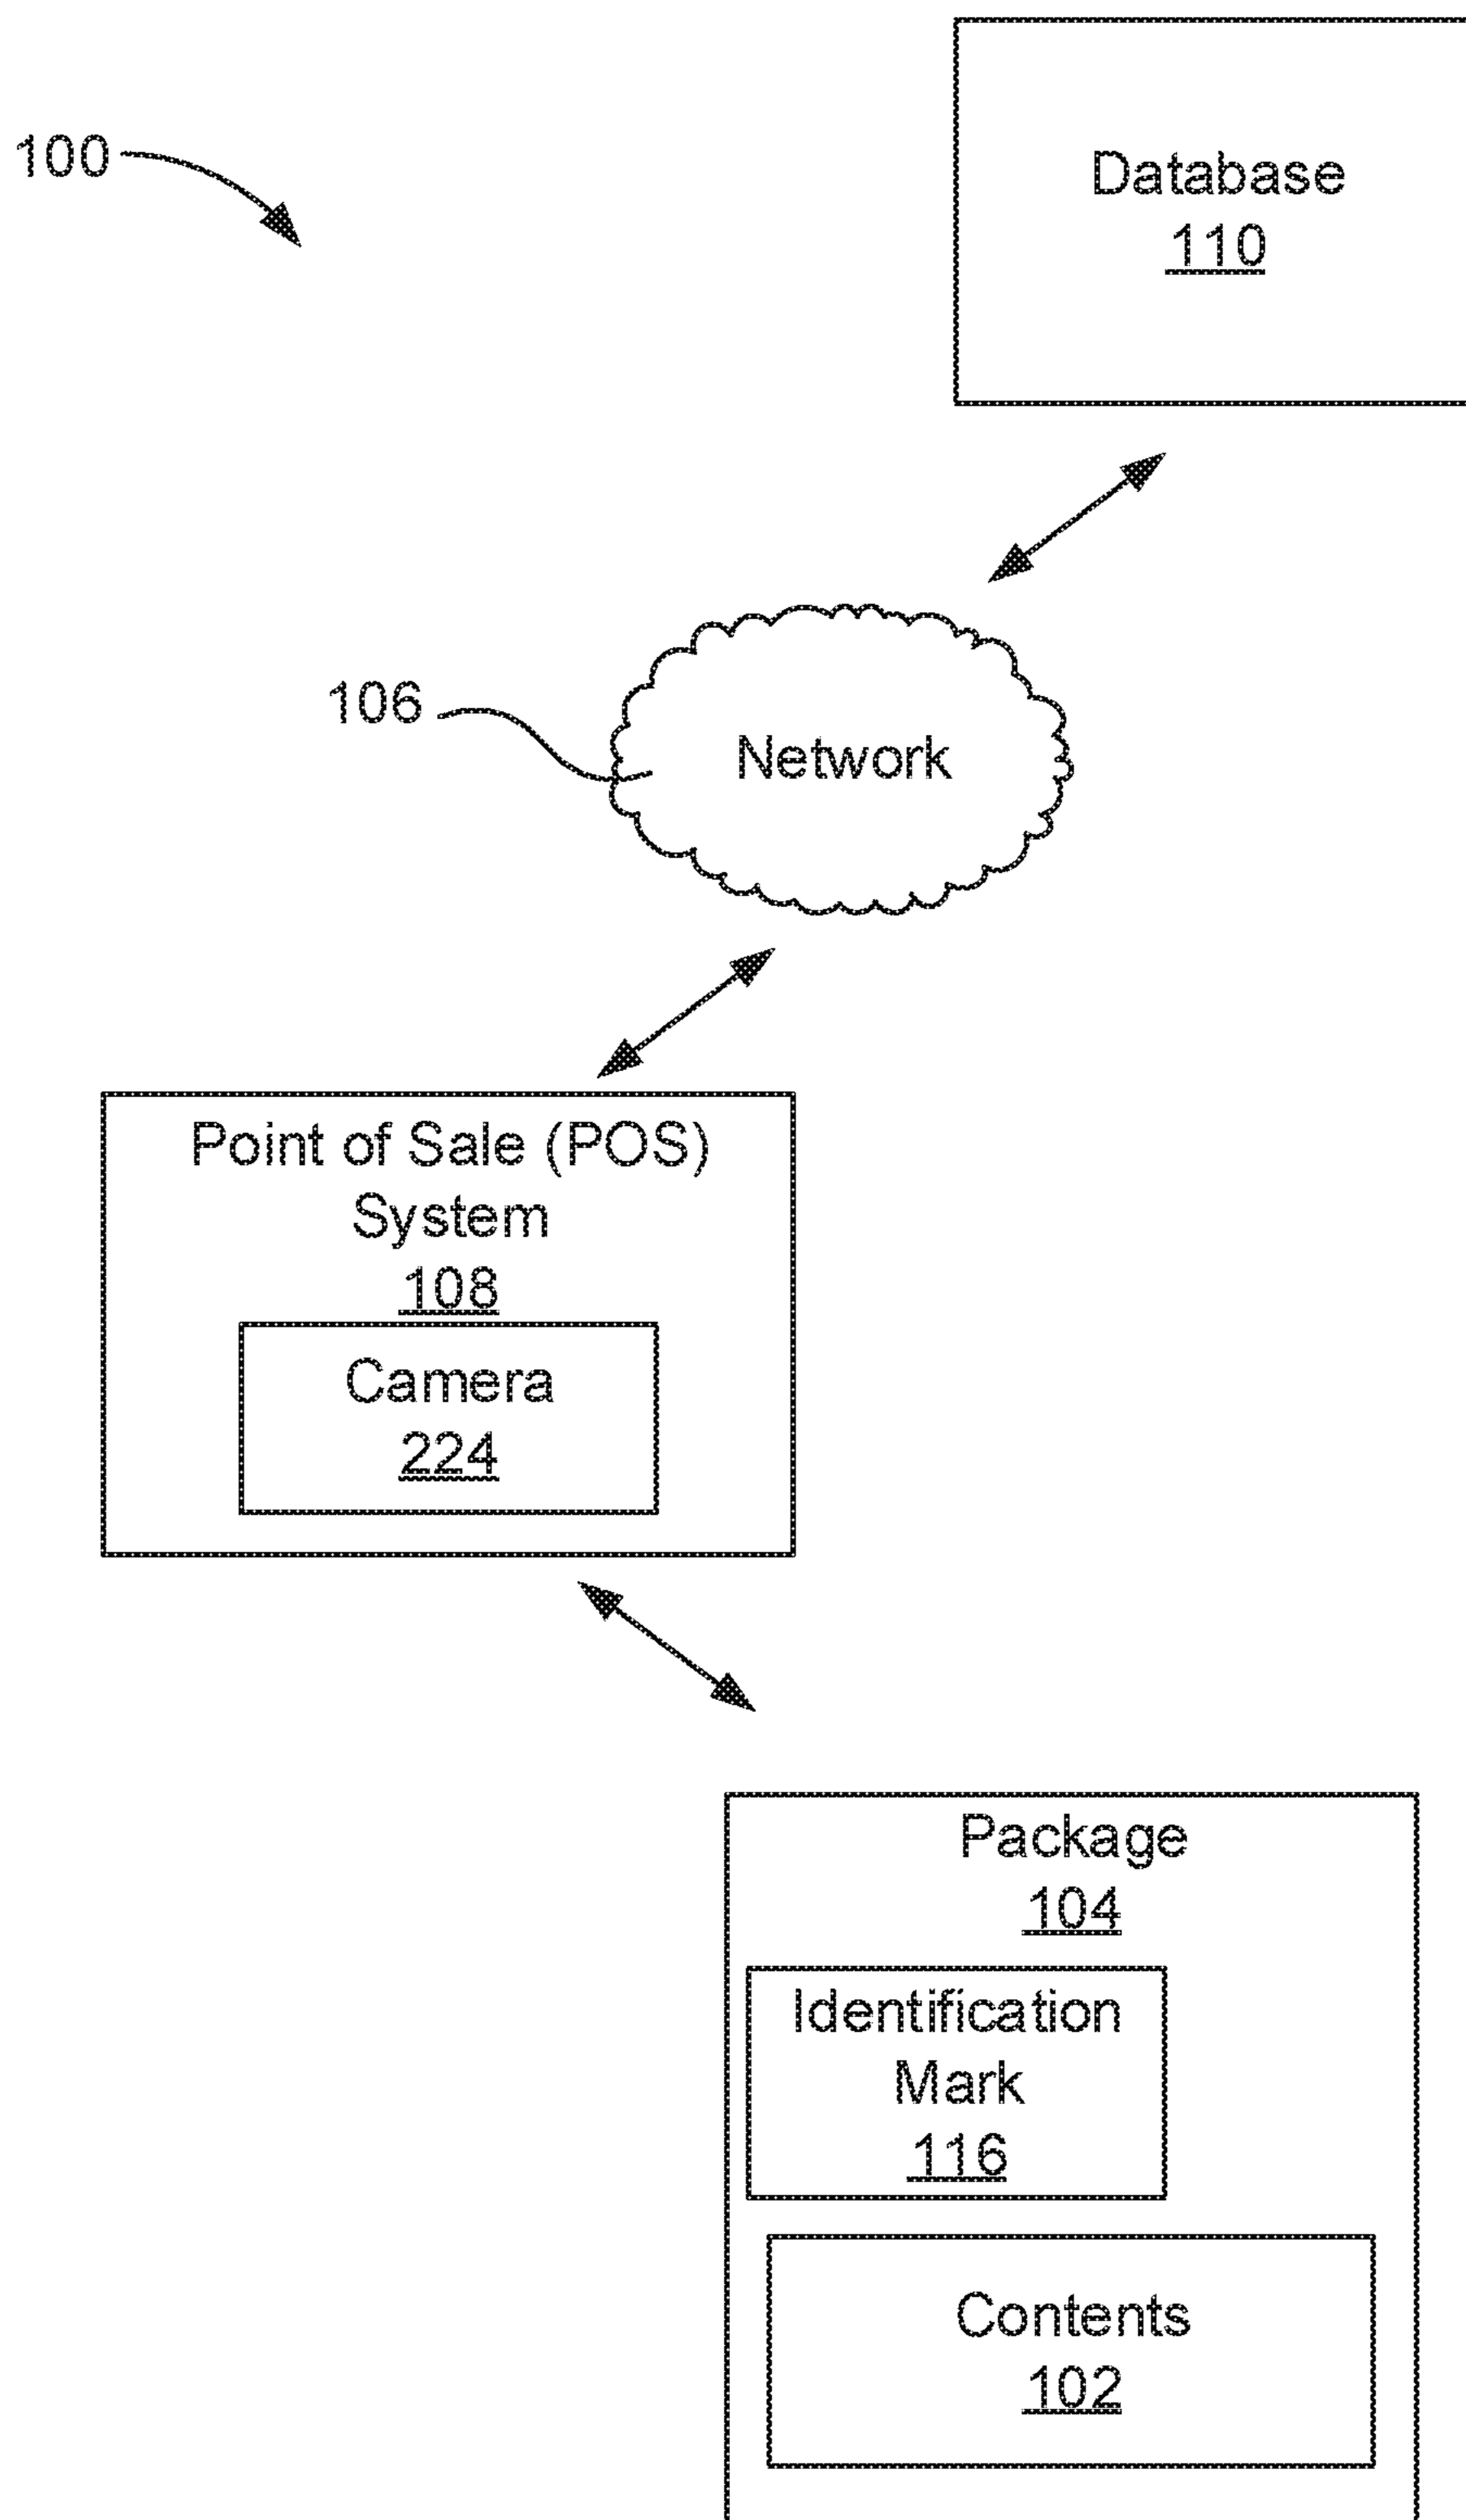 100
Database
110
106
Network
Point of Sale (POS)
System
108
Camera
224
Package
104
Identification
Mark
116
Contents
102